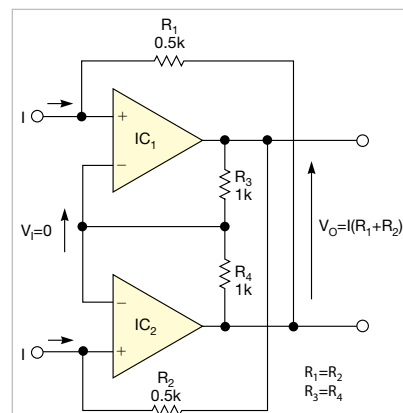 R1
0.5k
I
+
IC1
−
R3
1k
Vi=0
VO=I(R1+R2)
R4
1k
−
IC2
+
I
R2
0.5k
R1=R2
R3=R4